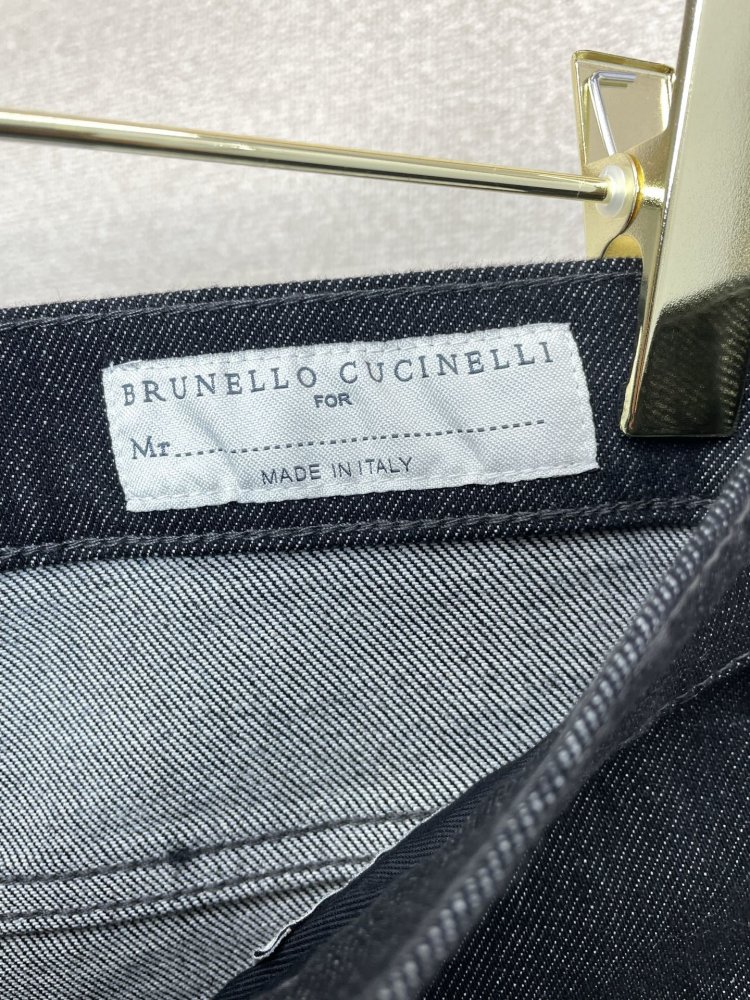 BRUNELLO CUCINELLI
FOR
Mr..........................................
MADE IN ITALY